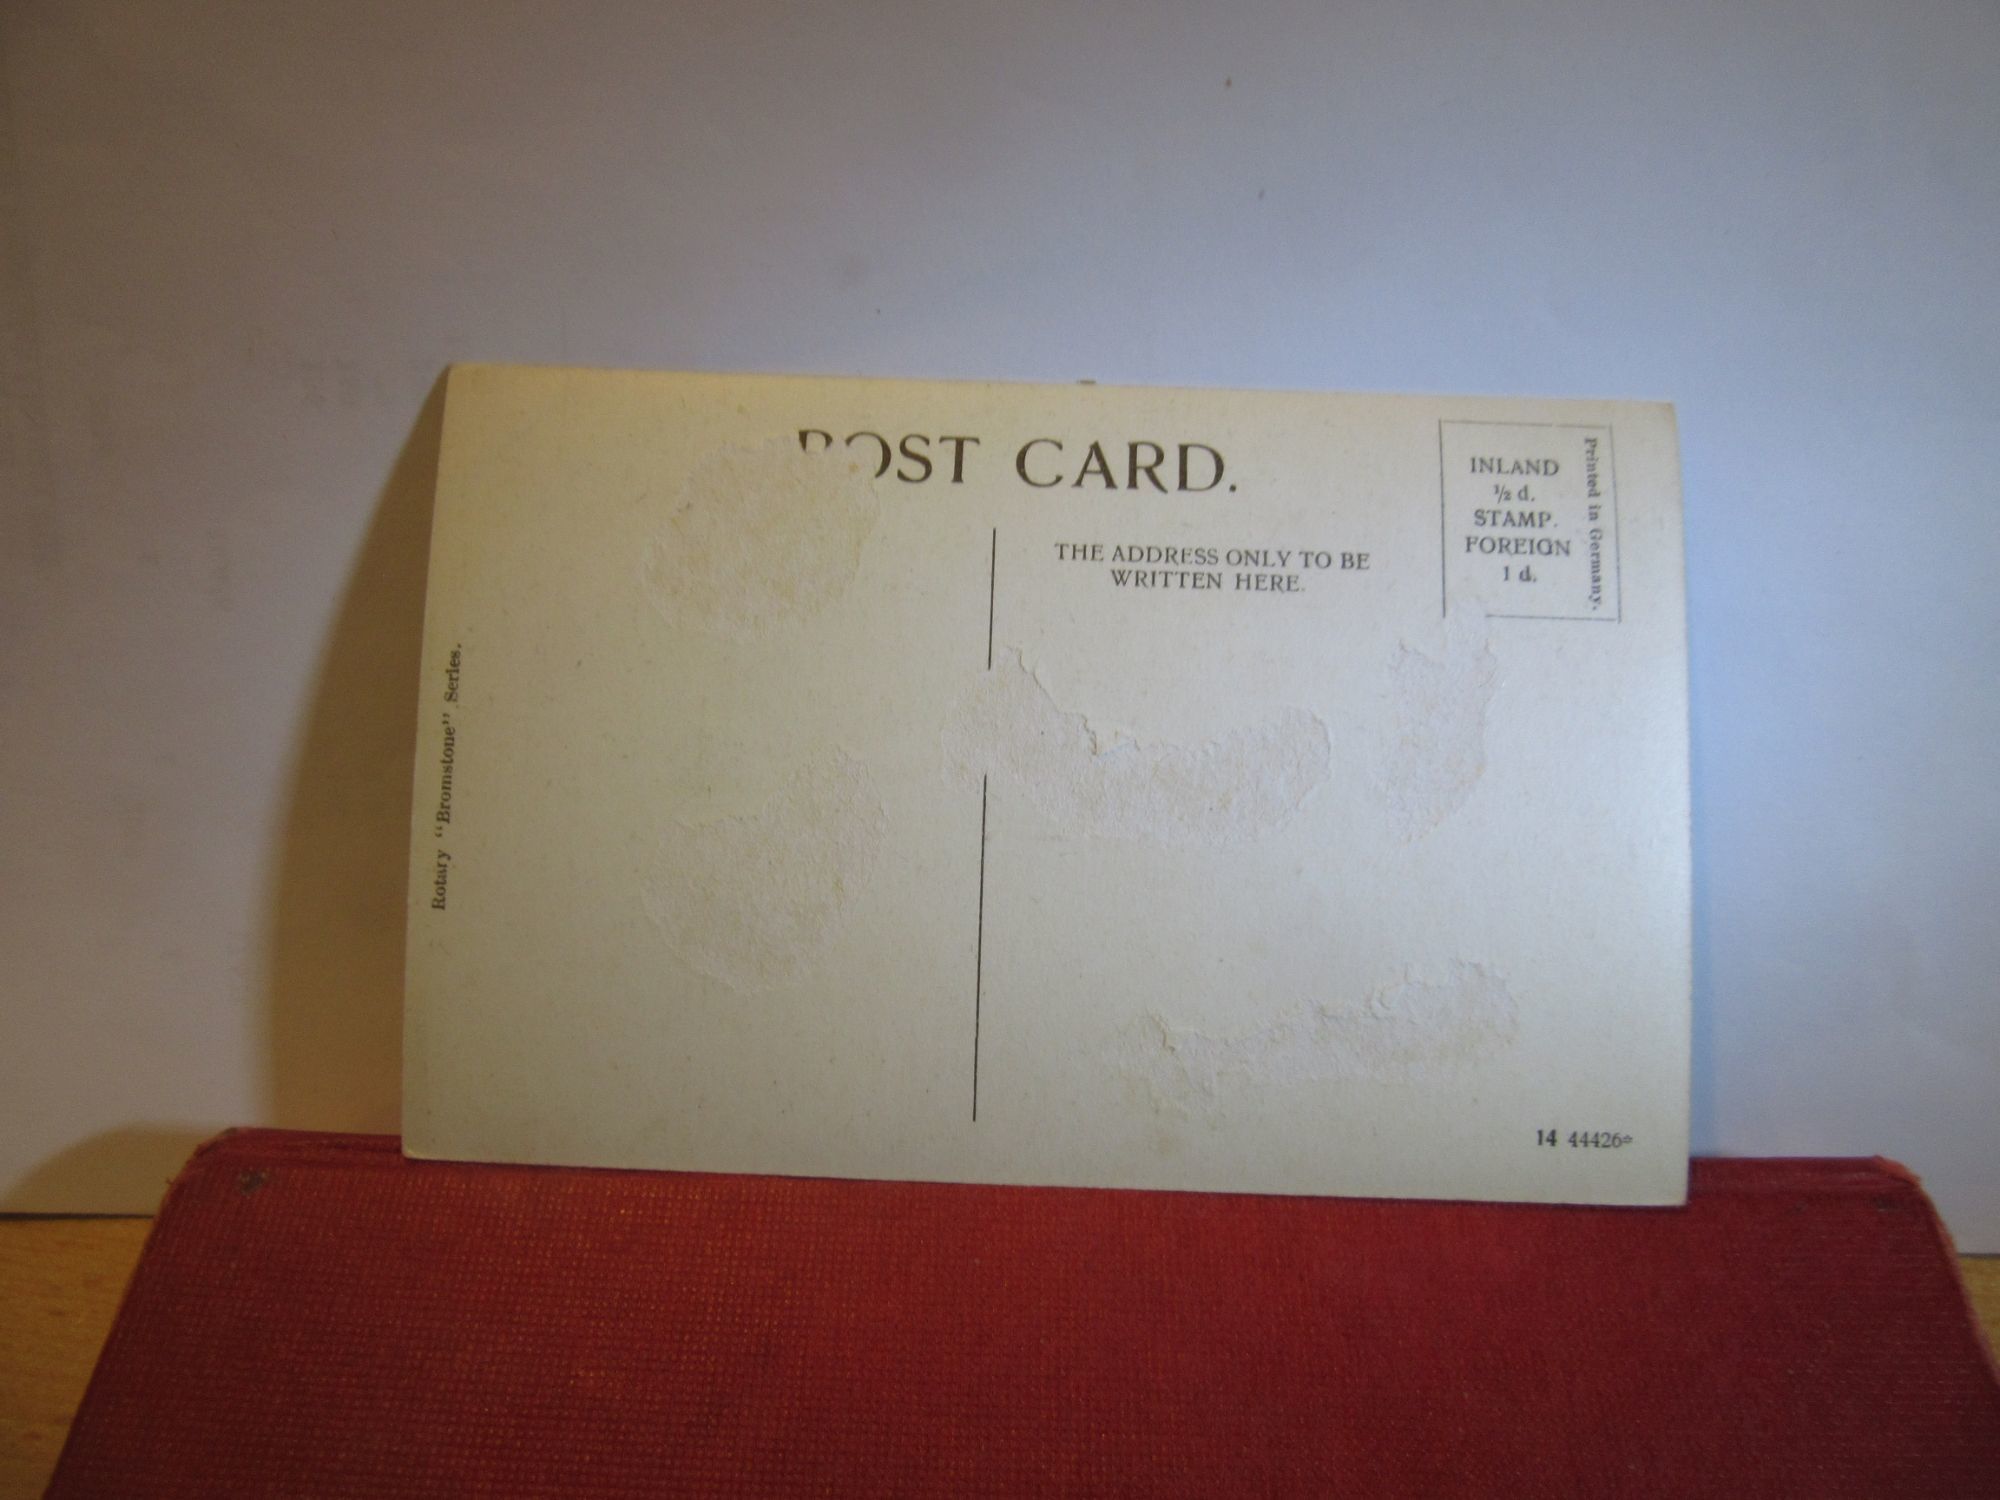 POST CARD.
THE ADDRESS ONLY TO BE
WRITTEN HERE.
INLAND
½ d.
STAMP.
FOREIGN
1 d.
Printed in Germany.
Rotary “Bromstone” Series.
14 44426